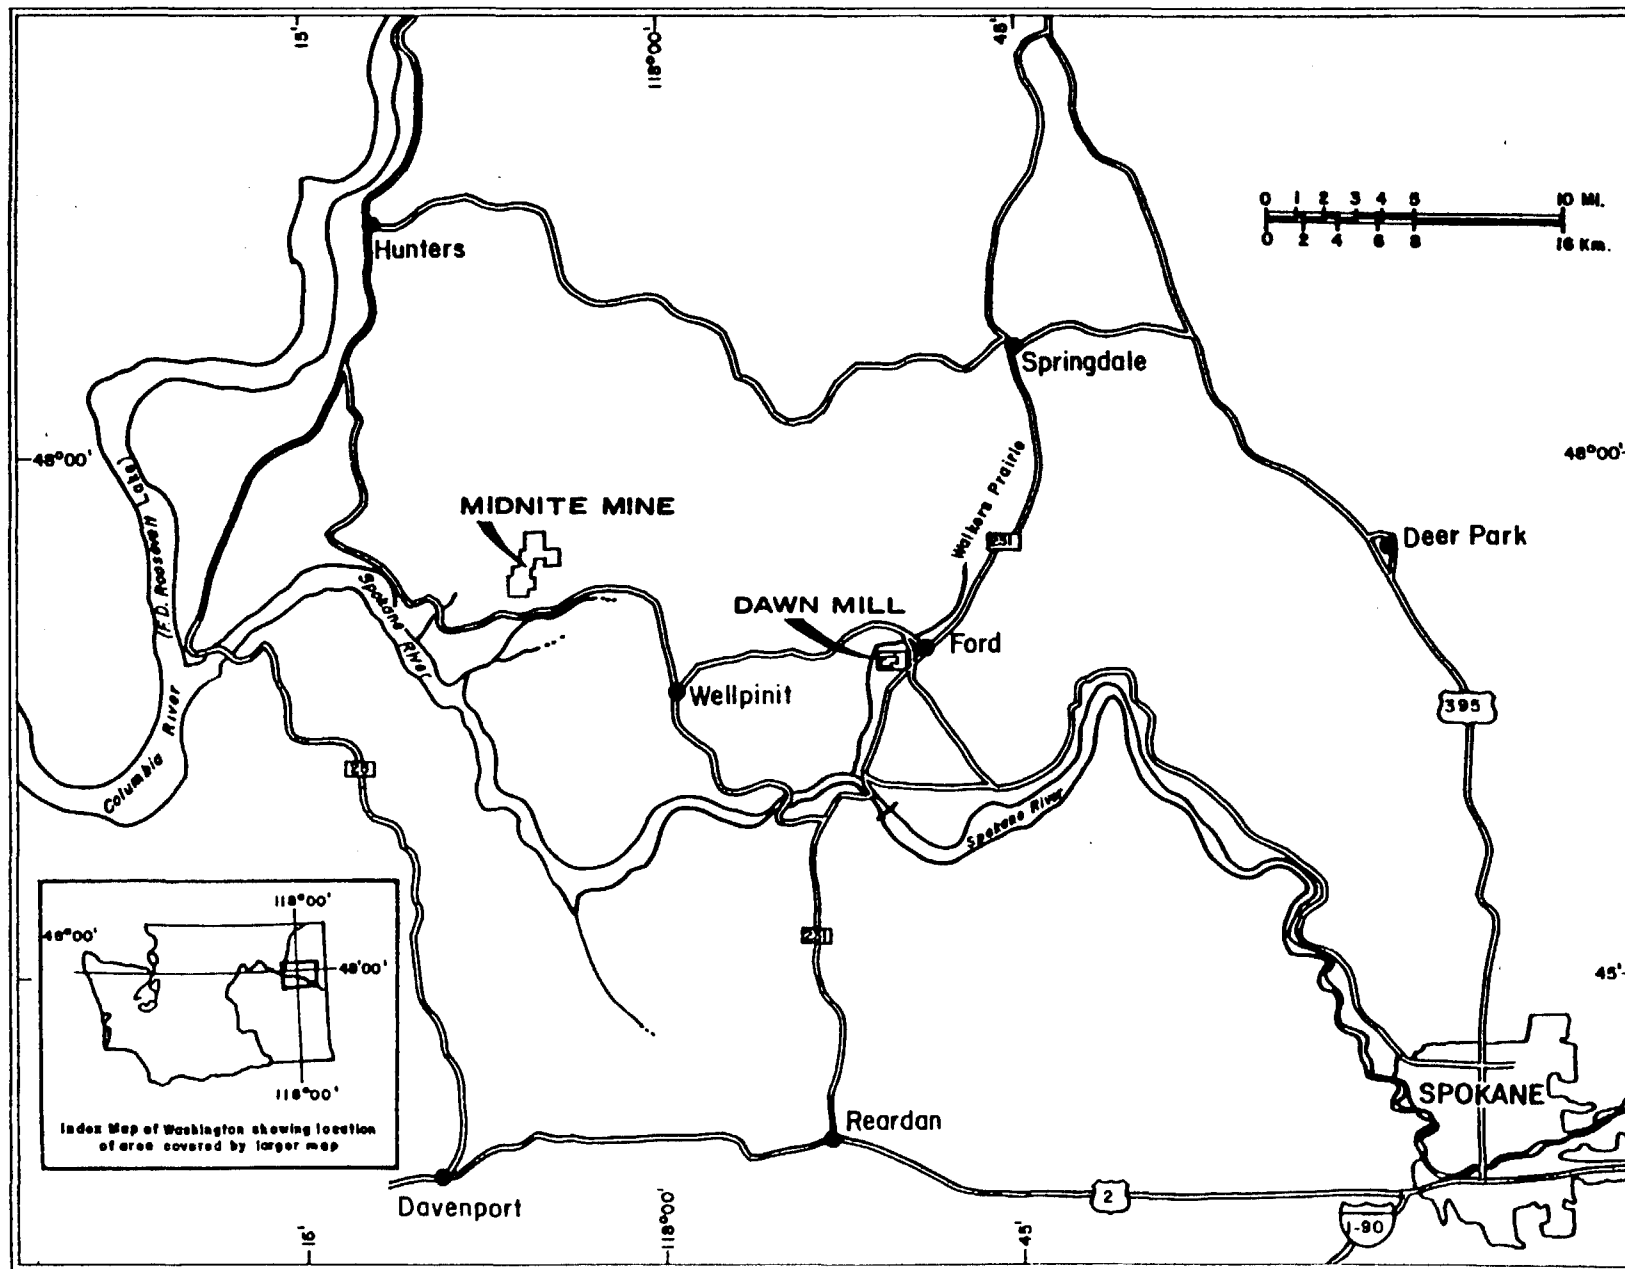 15'
118°00'
45'
0 1 2 3 4 5 10 MI.
0 2 4 6 8 16 Km.
Hunters
Springdale
48°00'
48°00'
(F.D. Roosevelt Lake)
Walkers Prairie
MIDNITE MINE
231
Deer Park
Spokane River
DAWN MILL
Ford
Wellpinit
395
Columbia River
Spokane River
231
118°00'
48°00'
48°00'
45'
118°00'
Index Map of Washington showing location
of area covered by larger map
SPOKANE
Reardan
Davenport
2
I-90
118°00'
45'